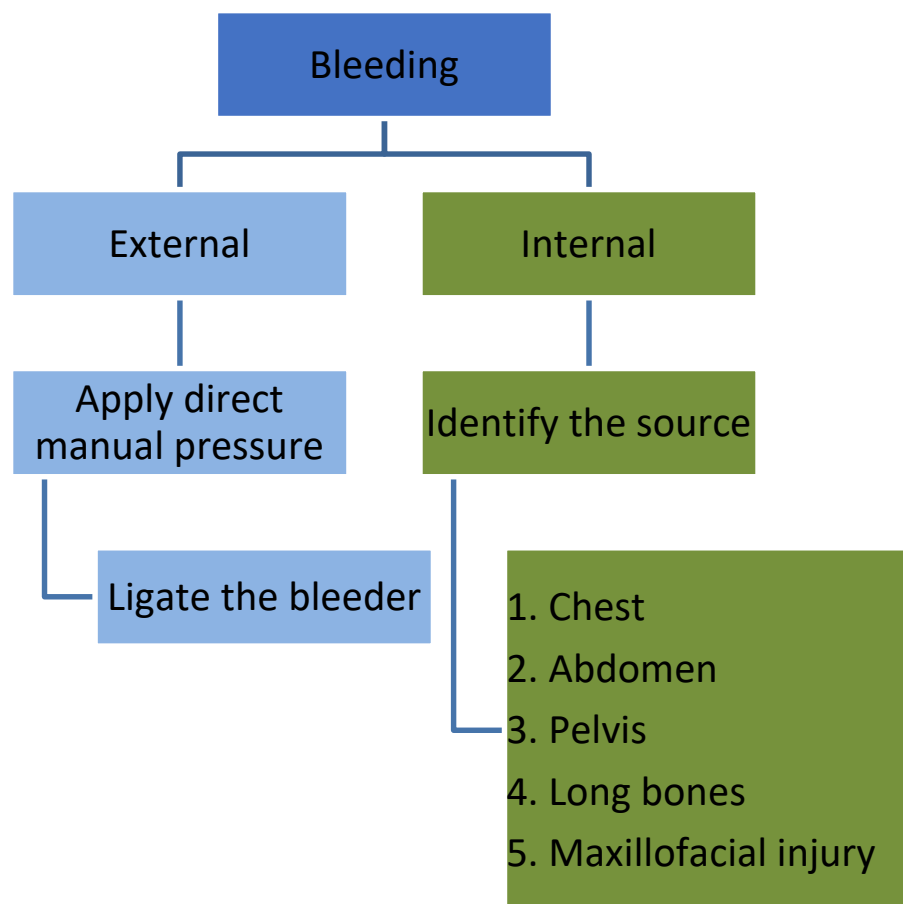 Bleeding
External
Internal
Apply direct
manual pressure
Identify the source
Ligate the bleeder
1. Chest
2. Abdomen
3. Pelvis
4. Long bones
5. Maxillofacial injury